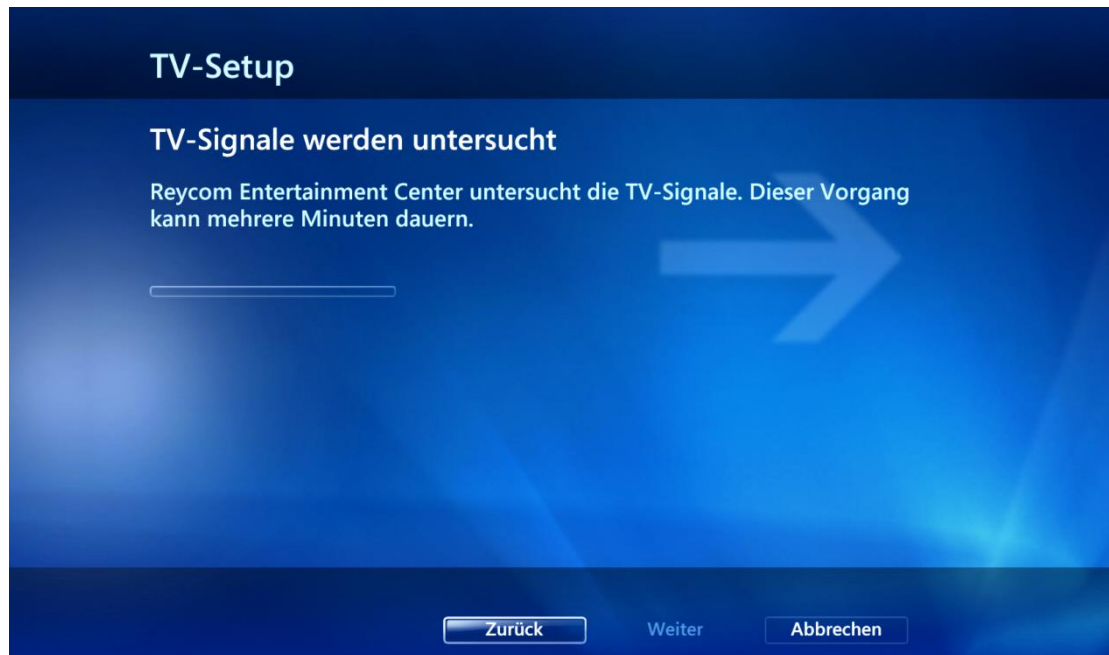 TV-Setup
TV-Signale werden untersucht
Reycom Entertainment Center untersucht die TV-Signale. Dieser Vorgang
kann mehrere Minuten dauern.
Zurück Weiter Abbrechen